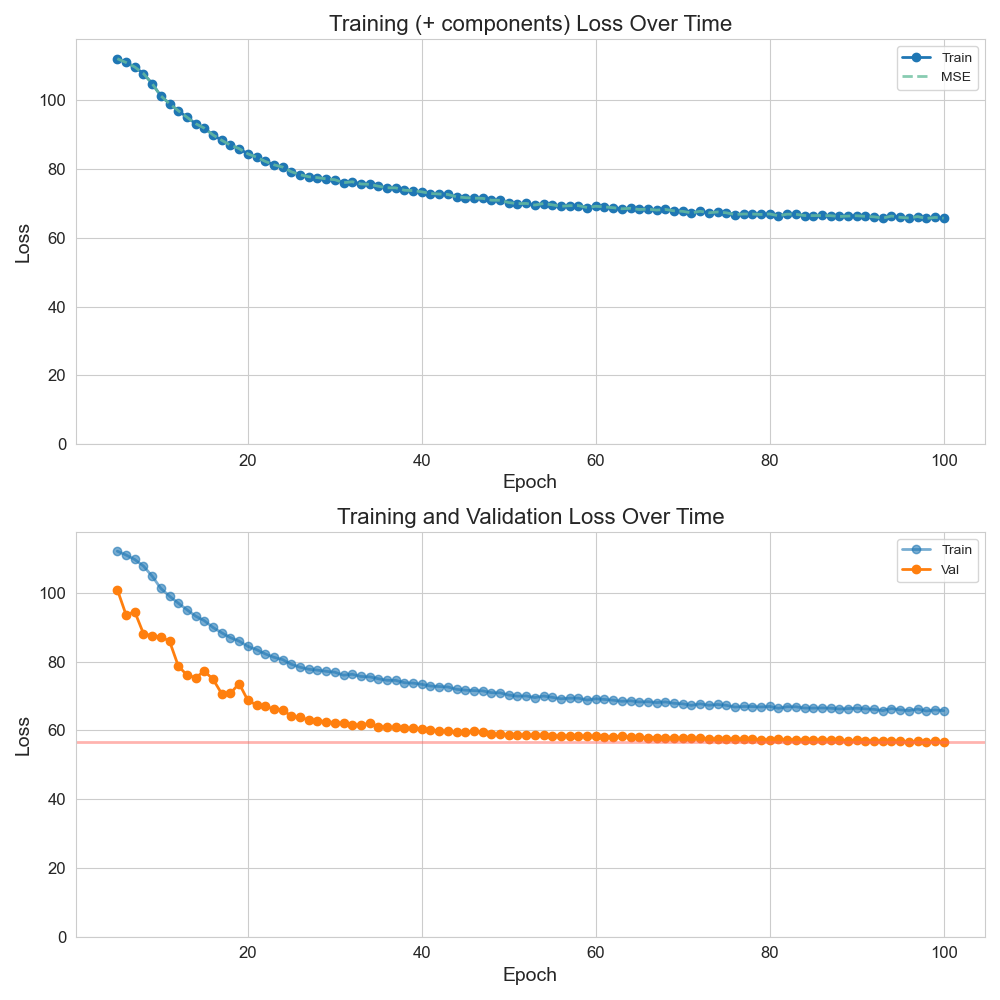 Training (+ components) Loss Over Time
Train
MSE
Loss
100
80
60
40
20
0
20 40 60 80 100
Epoch
Training and Validation Loss Over Time
Train
Val
Loss
100
80
60
40
20
0
20 40 60 80 100
Epoch